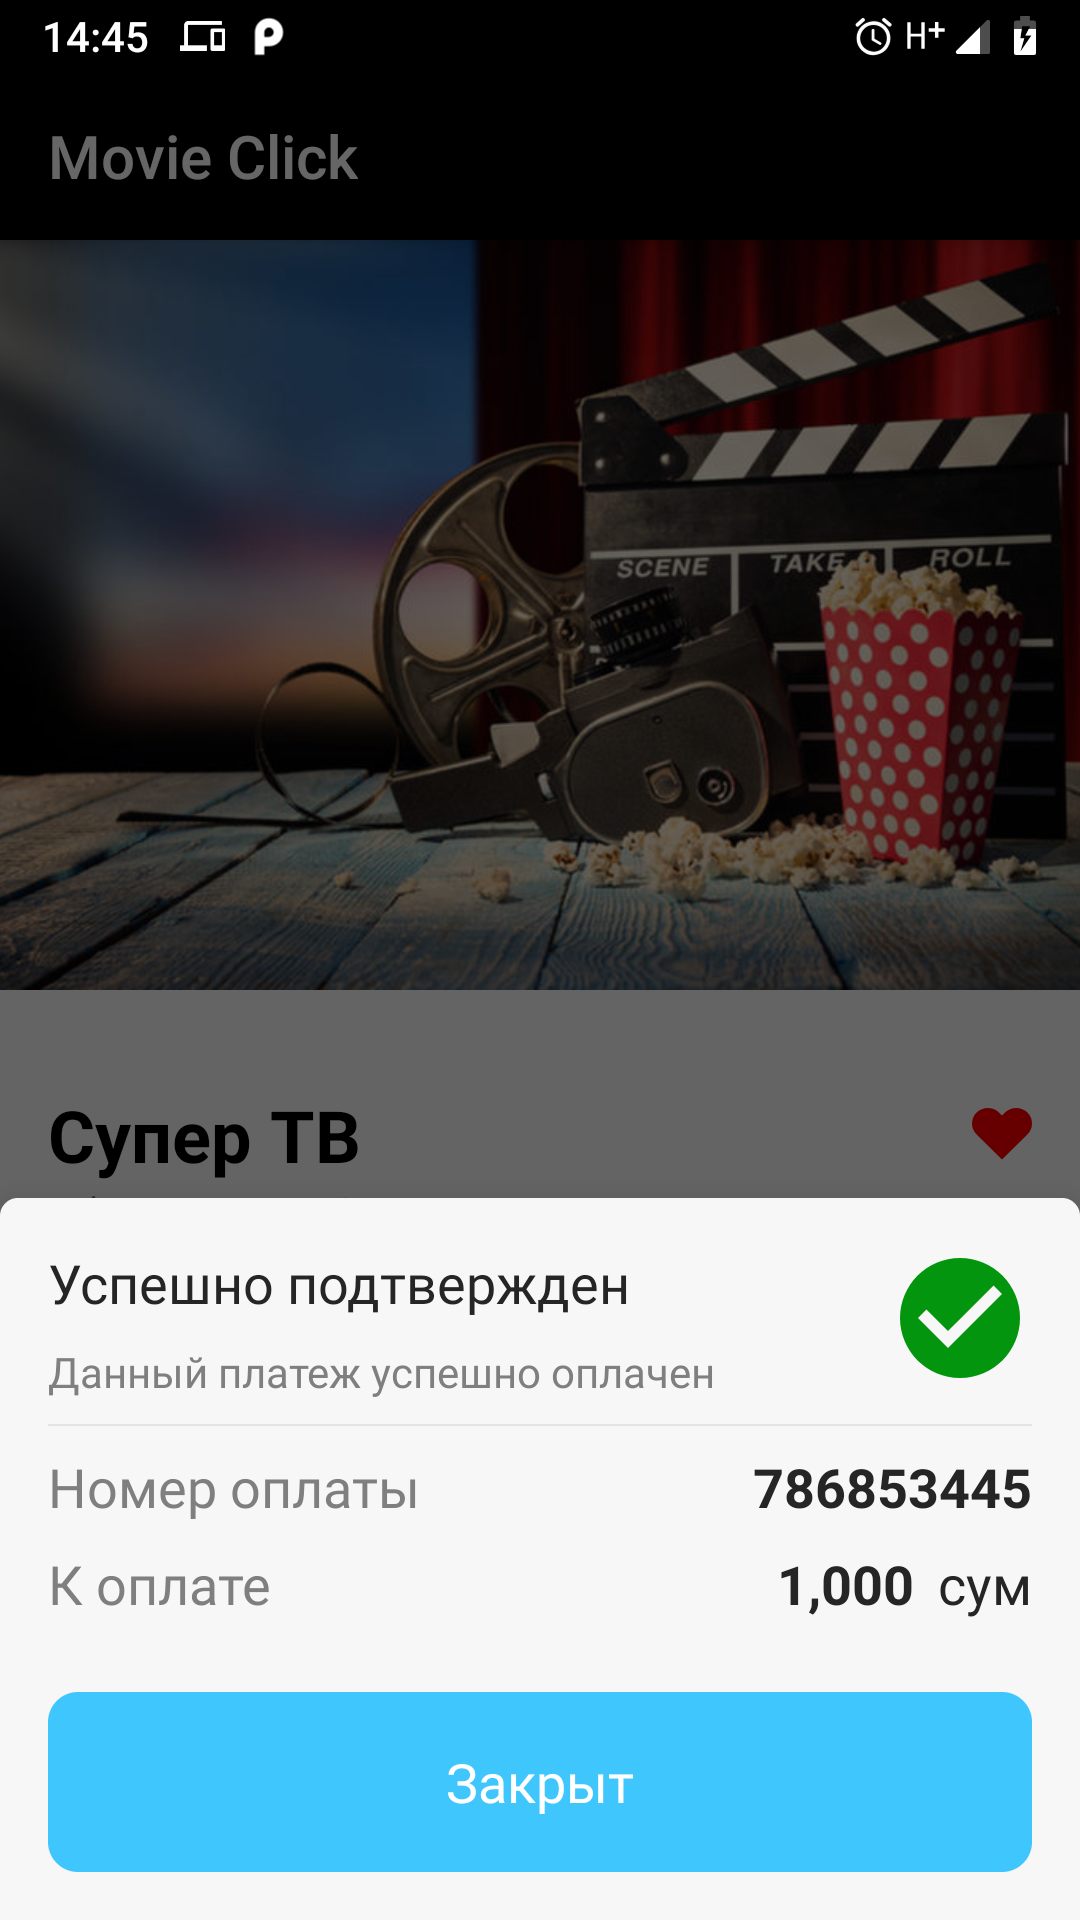 14:45 H+
Movie Click
SCENE TAKE ROLL
Супер ТВ
Успешно подтвержден
Данный платеж успешно оплачен
Номер оплаты 786853445
К оплате 1,000 сум
Закрыт